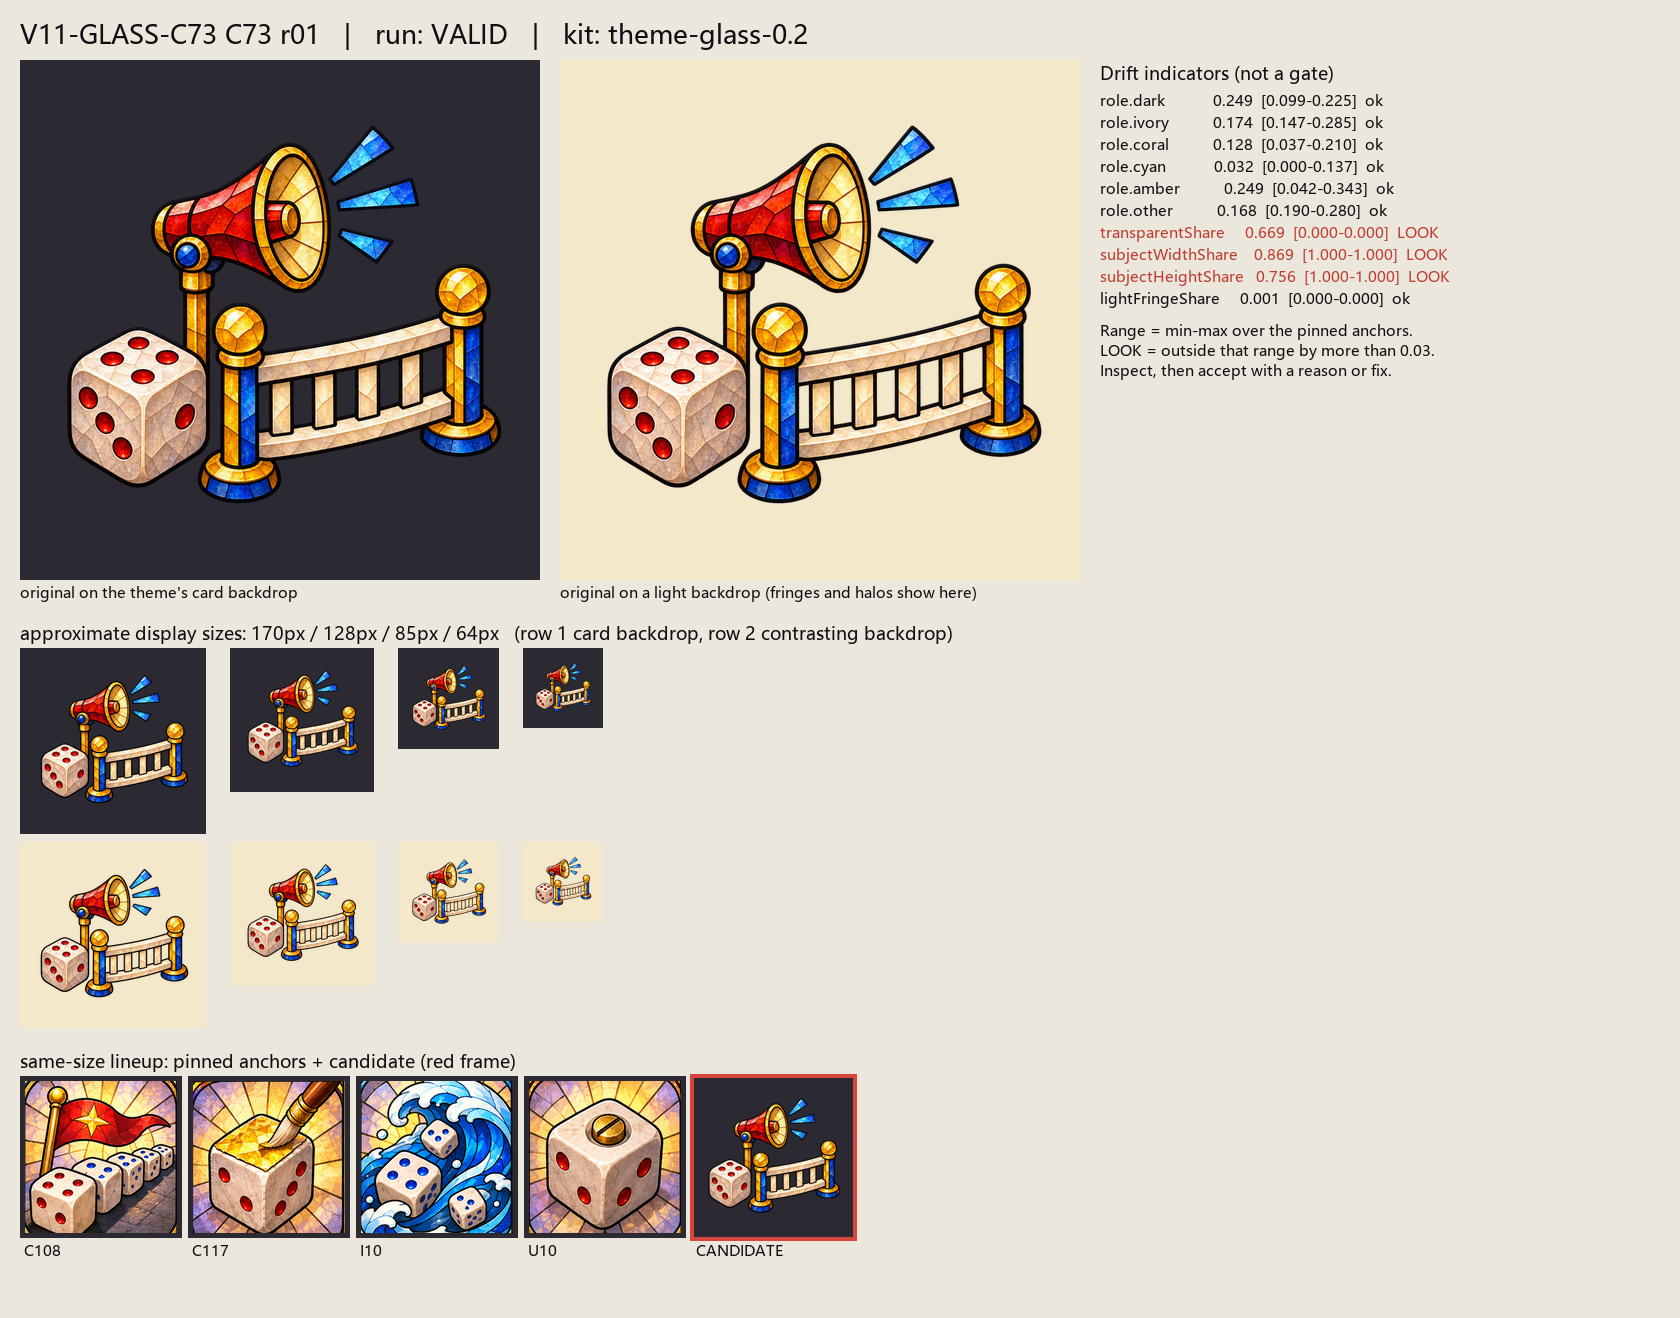 V11-GLASS-C73 C73 r01 | run: VALID | kit: theme-glass-0.2
Drift indicators (not a gate)
role.dark 0.249 [0.099-0.225] ok
role.ivory 0.174 [0.147-0.285] ok
role.coral 0.128 [0.037-0.210] ok
role.cyan 0.032 [0.000-0.137] ok
role.amber 0.249 [0.042-0.343] ok
role.other 0.168 [0.190-0.280] ok
transparentShare 0.669 [0.000-0.000] LOOK
subjectWidthShare 0.869 [1.000-1.000] LOOK
subjectHeightShare 0.756 [1.000-1.000] LOOK
lightFringeShare 0.001 [0.000-0.000] ok
Range = min-max over the pinned anchors.
LOOK = outside that range by more than 0.03.
Inspect, then accept with a reason or fix.
original on the theme's card backdrop
original on a light backdrop (fringes and halos show here)
approximate display sizes: 170px / 128px / 85px / 64px (row 1 card backdrop, row 2 contrasting backdrop)
same-size lineup: pinned anchors + candidate (red frame)
C108
C117
I10
U10
CANDIDATE